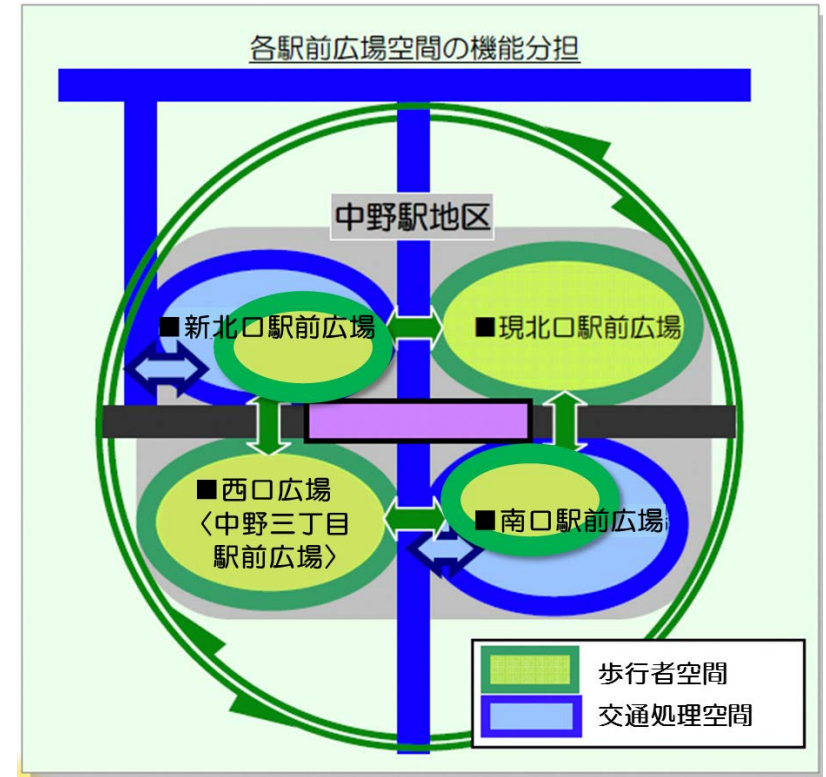 各駅前広場空間の機能分担
中野駅地区
■新北口駅前広場
■現北口駅前広場
■西口広場
〈中野三丁目
駅前広場〉
■南口駅前広場
歩行者空間
交通処理空間